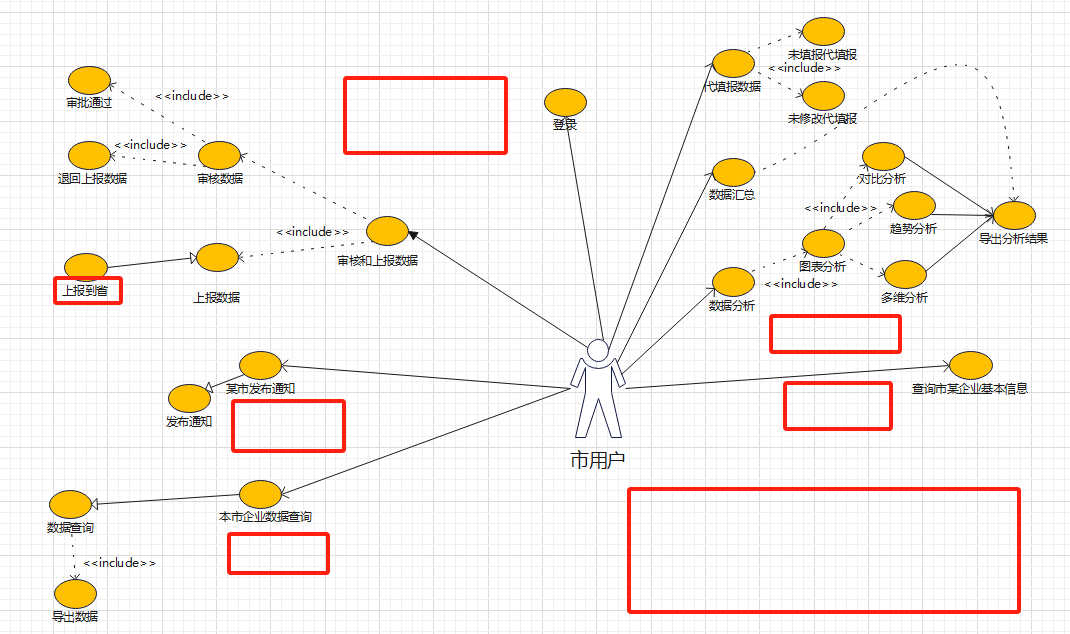 未填报代填报
<<include>>
代填报数据
未修改代填报
审批通过
<<include>>
登录
<<include>>
退回上报数据
审核数据
对比分析
数据汇总
<<include>>
趋势分析
导出分析结果
<<include>>
审核和上报数据
图表分析
<<include>>
上报到省
上报数据
数据分析
多维分析
某市发布通知
查询市某企业基本信息
发布通知
市用户
本市企业数据查询
数据查询
<<include>>
导出数据